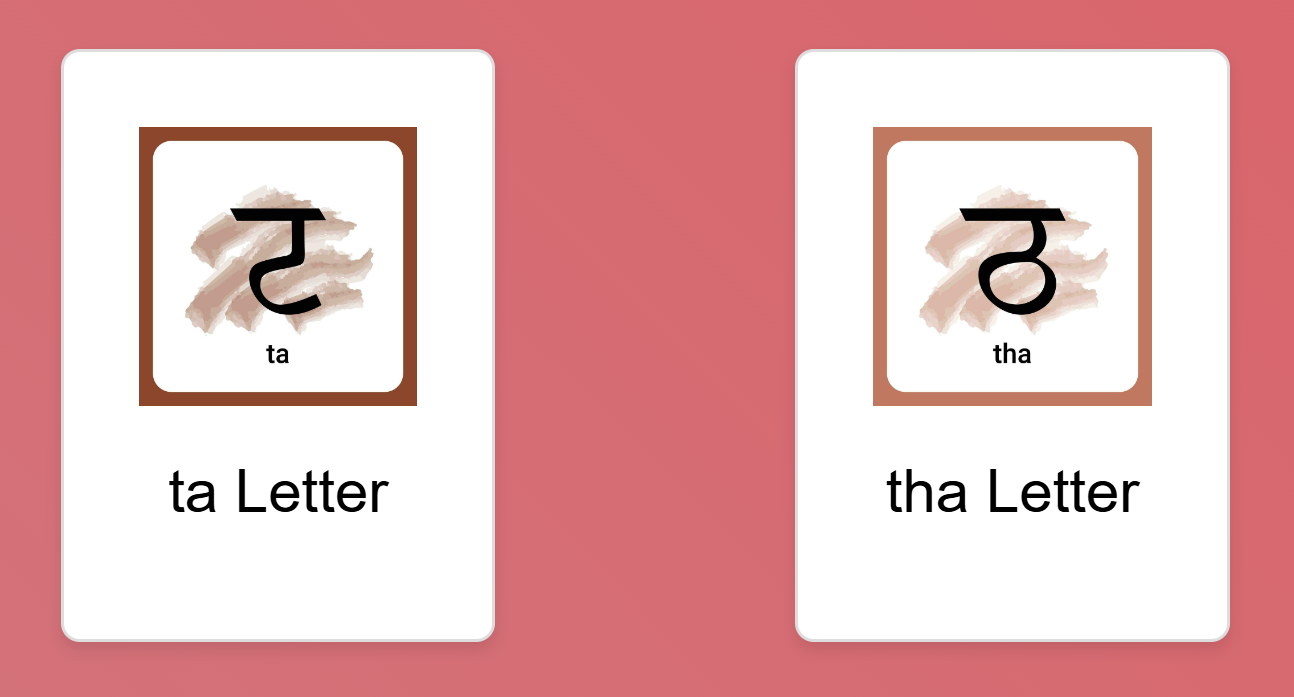 ट
ta
ta Letter
ठ
tha
tha Letter